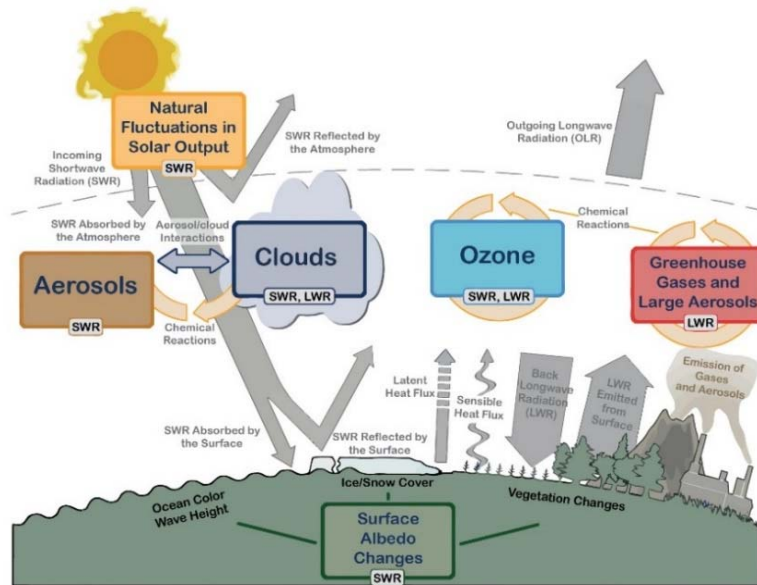 Natural
Fluctuations in
Solar Output
SWR
Incoming
Shortwave
Radiation (SWR)
SWR Reflected by
the Atmosphere
Outgoing Longwave
Radiation (OLR)
SWR Absorbed by
the Atmosphere
Aerosol/cloud
Interactions
Chemical
Reactions
Aerosols
SWR
Clouds
SWR, LWR
Ozone
SWR, LWR
Greenhouse
Gases and
Large Aerosols
LWR
Chemical
Reactions
Latent
Heat Flux
Sensible
Heat Flux
Back
Longwave
Radiation
(LWR)
LWR
Emitted
from
Surface
Emission of
Gases
and Aerosols
SWR Absorbed by
the Surface
SWR Reflected by
the Surface
Ice/Snow Cover
Ocean Color
Wave Height
Vegetation Changes
Surface
Albedo
Changes
SWR